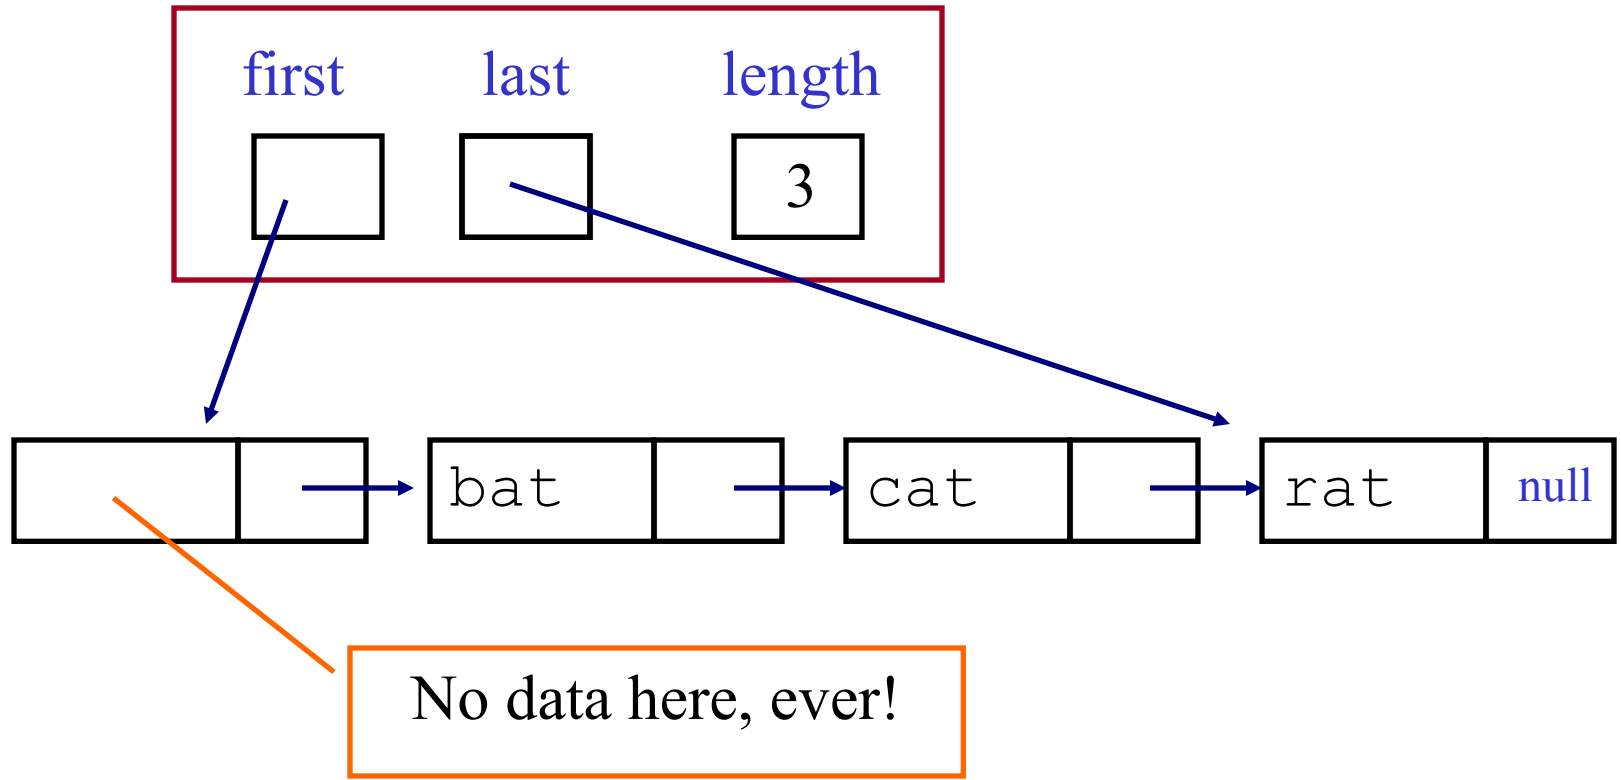 first last length
3
bat cat rat null
No data here, ever!